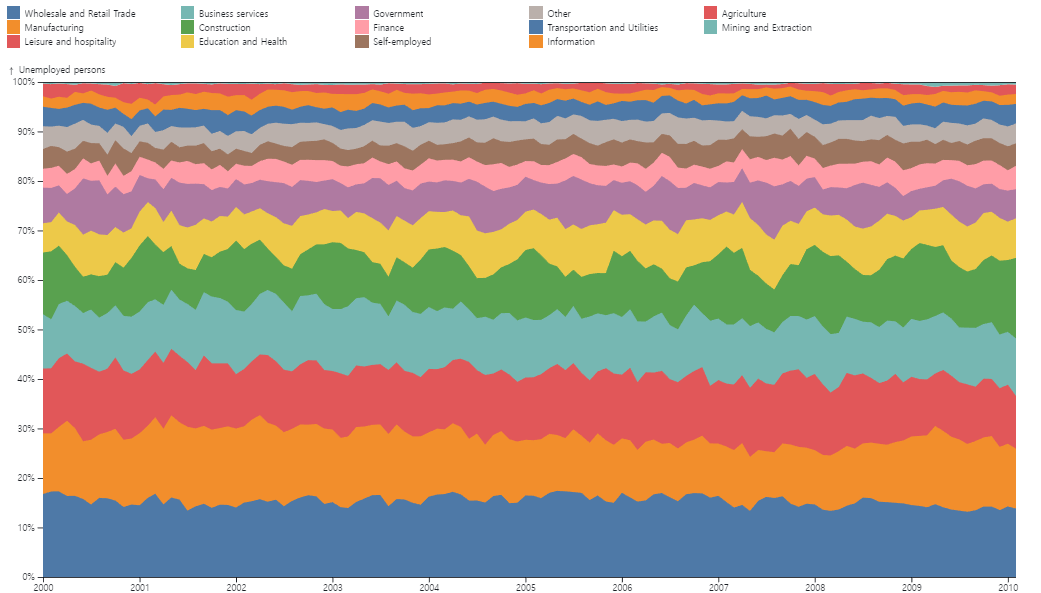 Wholesale and Retail Trade Business services Government Other Agriculture
Manufacturing Construction Finance Transportation and Utilities Mining and Extraction
Leisure and hospitality Education and Health Self-employed Information
↑ Unemployed persons
100%
90%
80%
70%
60%
50%
40%
30%
20%
10%
0%
2000 2001 2002 2003 2004 2005 2006 2007 2008 2009 2010